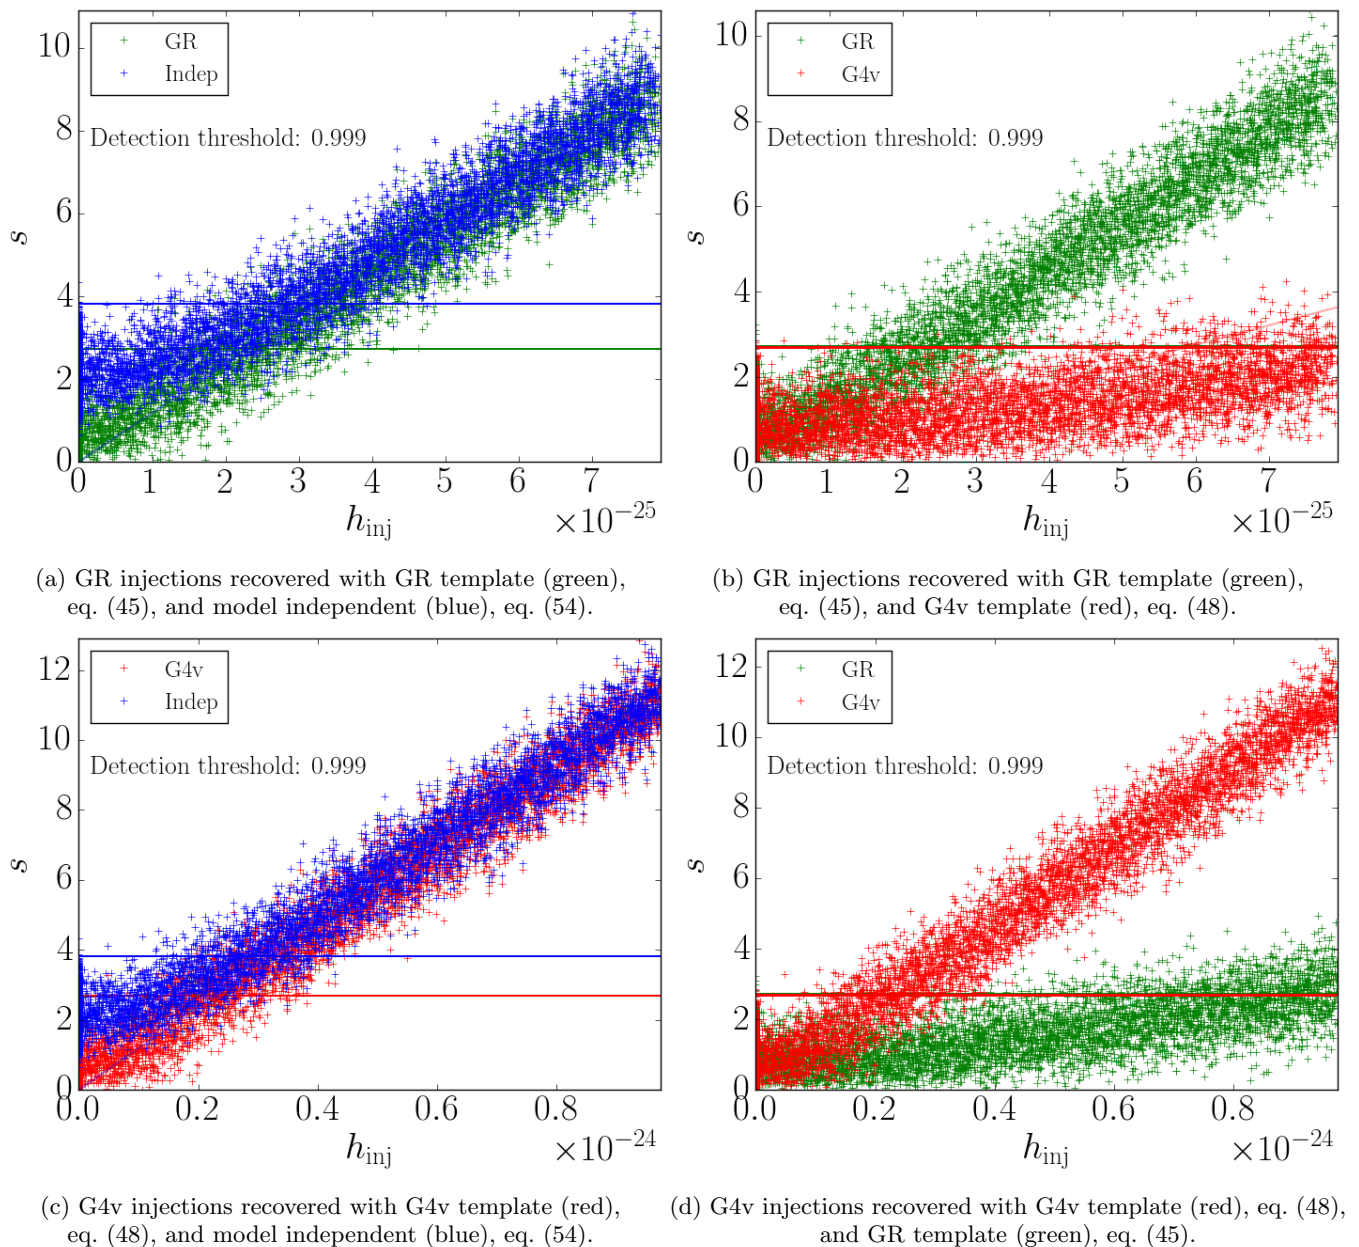 10
8
6
4
2
0
s
GR
Indep
Detection threshold: 0.999
0 1 2 3 4 5 6 7
h_inj ×10^−25
10
8
6
4
2
0
s
GR
G4v
Detection threshold: 0.999
0 1 2 3 4 5 6 7
h_inj ×10^−25
(a) GR injections recovered with GR template (green),
eq. (45), and model independent (blue), eq. (54).
(b) GR injections recovered with GR template (green),
eq. (45), and G4v template (red), eq. (48).
12
10
8
6
4
2
0
s
G4v
Indep
Detection threshold: 0.999
0.0 0.2 0.4 0.6 0.8
h_inj ×10^−24
12
10
8
6
4
2
0
s
GR
G4v
Detection threshold: 0.999
0.0 0.2 0.4 0.6 0.8
h_inj ×10^−24
(c) G4v injections recovered with G4v template (red),
eq. (48), and model independent (blue), eq. (54).
(d) G4v injections recovered with G4v template (red), eq. (48),
and GR template (green), eq. (45).